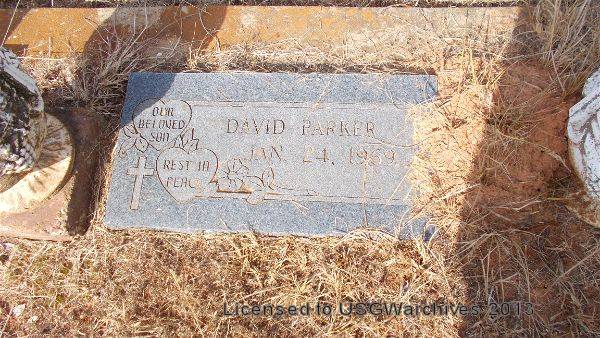 OUR
BELOVED
SON
REST IN
PEACE
DAVID PARKER
JAN. 24, 1959
Licensed to USGWarchives 2013